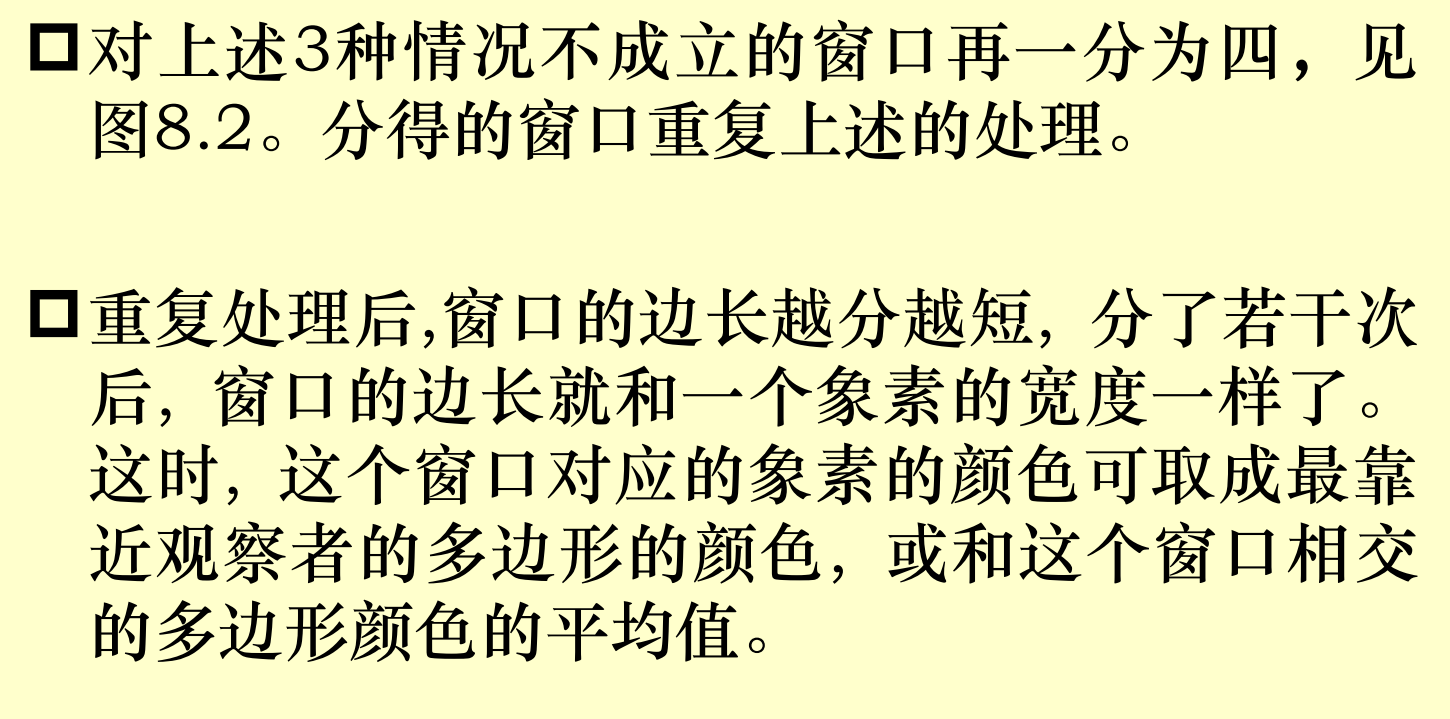 对上述3种情况不成立的窗口再一分为四，见
图8.2。分得的窗口重复上述的处理。
重复处理后,窗口的边长越分越短，分了若干次
后，窗口的边长就和一个象素的宽度一样了。
这时，这个窗口对应的象素的颜色可取成最靠
近观察者的多边形的颜色，或和这个窗口相交
的多边形颜色的平均值。